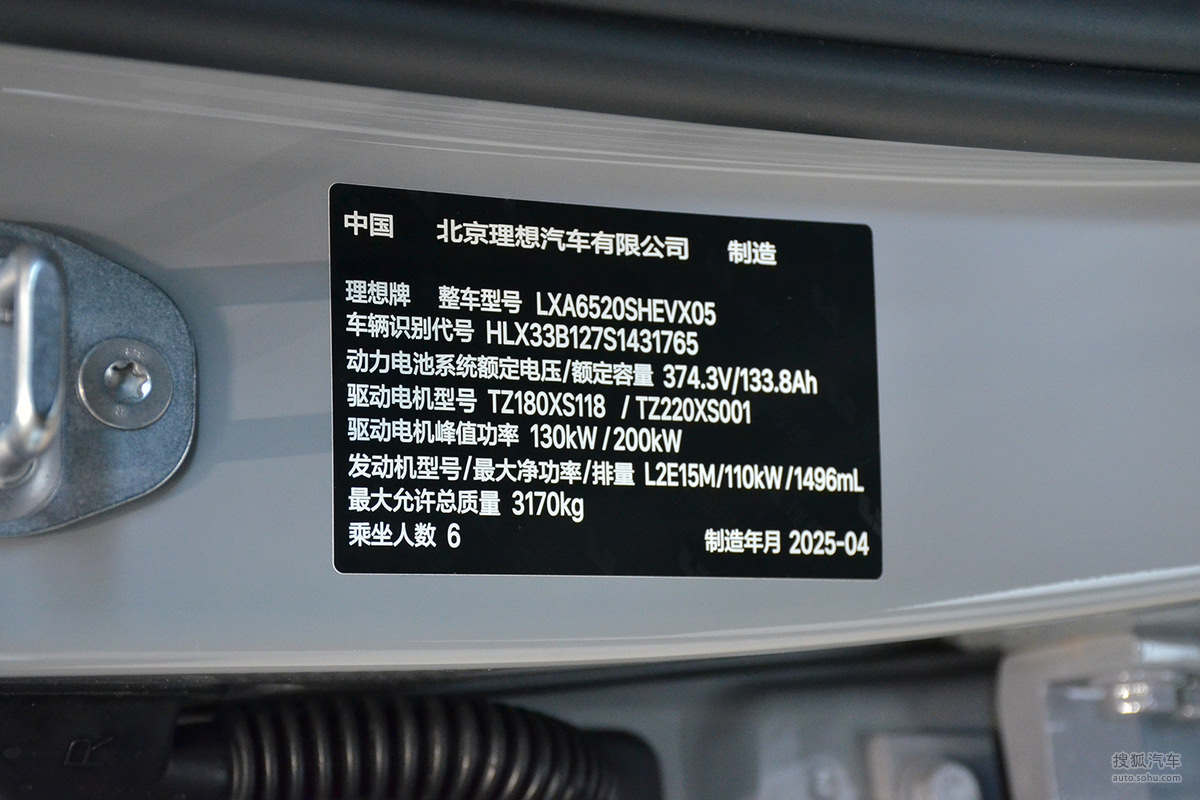 中国 北京理想汽车有限公司 制造
理想牌 整车型号 LXA6520SHEVX05
车辆识别代号 HLX33B127S1431765
动力电池系统额定电压/额定容量 374.3V/133.8Ah
驱动电机型号 TZ180XS118 / TZ220XS001
驱动电机峰值功率 130kW / 200kW
发动机型号/最大净功率/排量 L2E15M/110kW/1496mL
最大允许总质量 3170kg
乘坐人数 6 制造年月 2025-04
R
搜狐汽车
auto.sohu.com